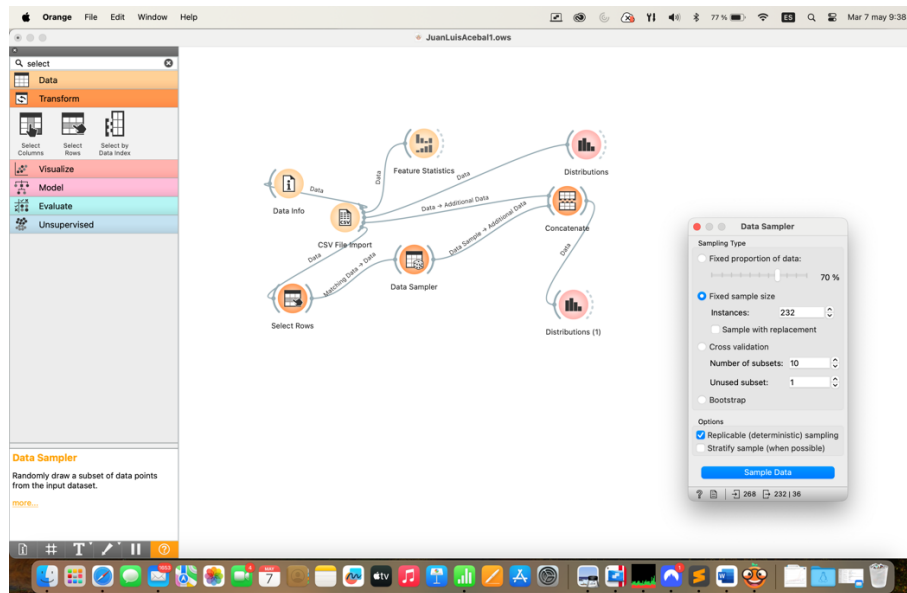 Orange File Edit Window Help 77 % ES Mar 7 may 9:38
JuanLuisAcebal1.ows
select
Data
Transform
Select Columns
Select Rows
Select by Data Index
Visualize
Model
Evaluate
Unsupervised
Data Sampler
Randomly draw a subset of data points
from the input dataset.
more...
Feature Statistics
Distributions
Data Info
CSV File Import
Concatenate
Data Sampler
Select Rows
Distributions (1)
Data
Data
Data
Data → Additional Data
Data Sample → Additional Data
Data
Matching Data → Data
Data
Data Sampler
Sampling Type
Fixed proportion of data:
70 %
Fixed sample size
Instances: 232
Sample with replacement
Cross validation
Number of subsets: 10
Unused subset: 1
Bootstrap
Options
Replicable (deterministic) sampling
Stratify sample (when possible)
Sample Data
? 268 232 | 36
# T ?
MAY
7
tv